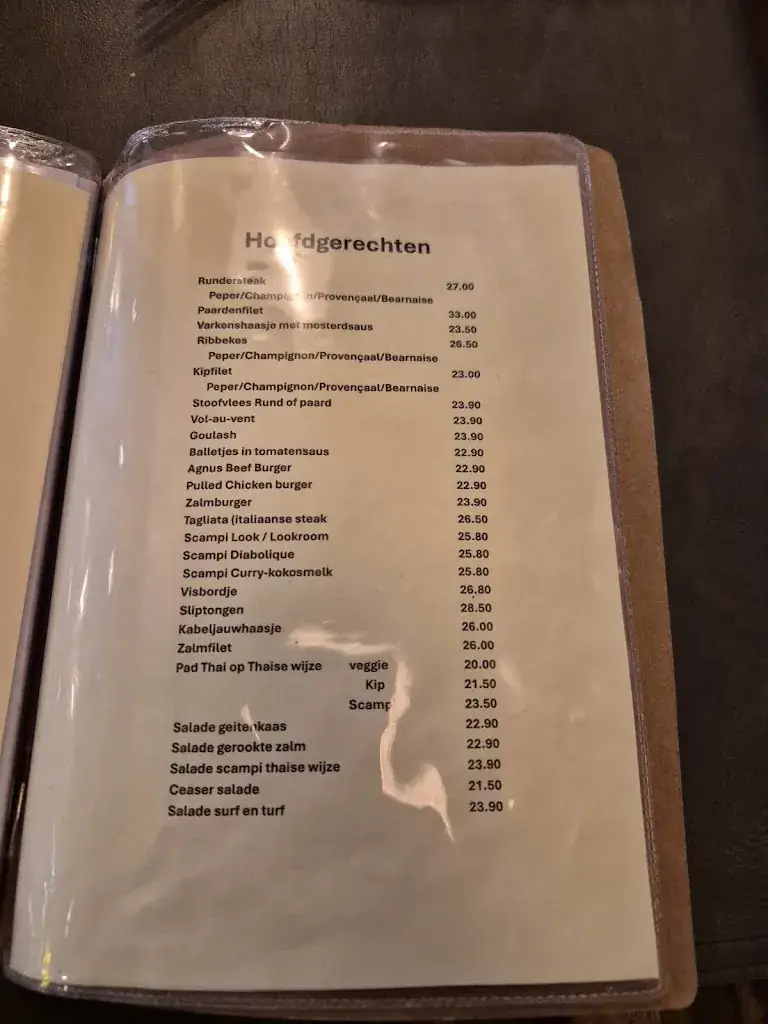 Hoofdgerechten
Rundersteak 27.00
Peper/Champignon/Provençaal/Bearnaise
Paardenfilet 33.00
Varkenshaasje met mosterdsaus 23.50
Ribbekes 26.50
Peper/Champignon/Provençaal/Bearnaise
Kipfilet 23.00
Peper/Champignon/Provençaal/Bearnaise
Stoofvlees Rund of paard 23.90
Vol-au-vent 23.90
Goulash 23.90
Balletjes in tomatensaus 22.90
Agnus Beef Burger 22.90
Pulled Chicken burger 22.90
Zalmburger 23.90
Tagliata (italiaanse steak 26.50
Scampi Look / Lookroom 25.80
Scampi Diabolique 25.80
Scampi Curry-kokosmelk 25.80
Visbordje 26.80
Sliptongen 28.50
Kabeljauwhaasje 26.00
Zalmfilet 26.00
Pad Thai op Thaise wijze veggie 20.00
Kip 21.50
Scampi 23.50
Salade geitenkaas 22.90
Salade gerookte zalm 22.90
Salade scampi thaise wijze 23.90
Ceaser salade 21.50
Salade surf en turf 23.90